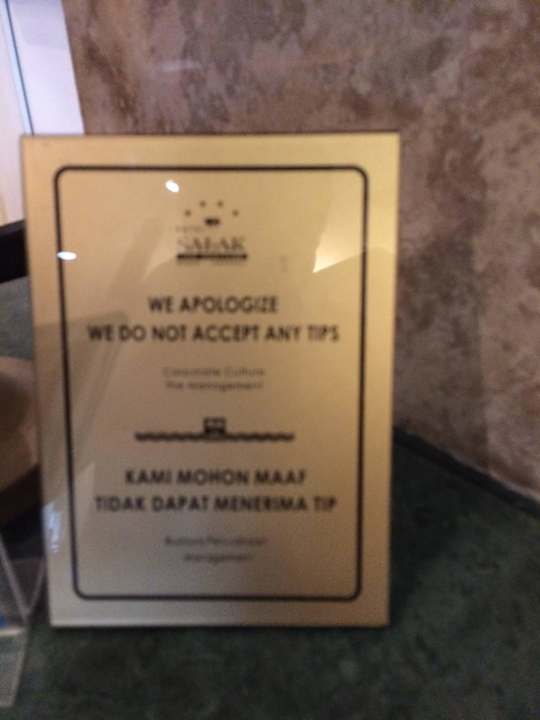 SALAK
WE APOLOGIZE
WE DO NOT ACCEPT ANY TIPS
Corporate Culture
The Management
KAMI MOHON MAAF
TIDAK DAPAT MENERIMA TIP
Budaya Perusahaan
Management